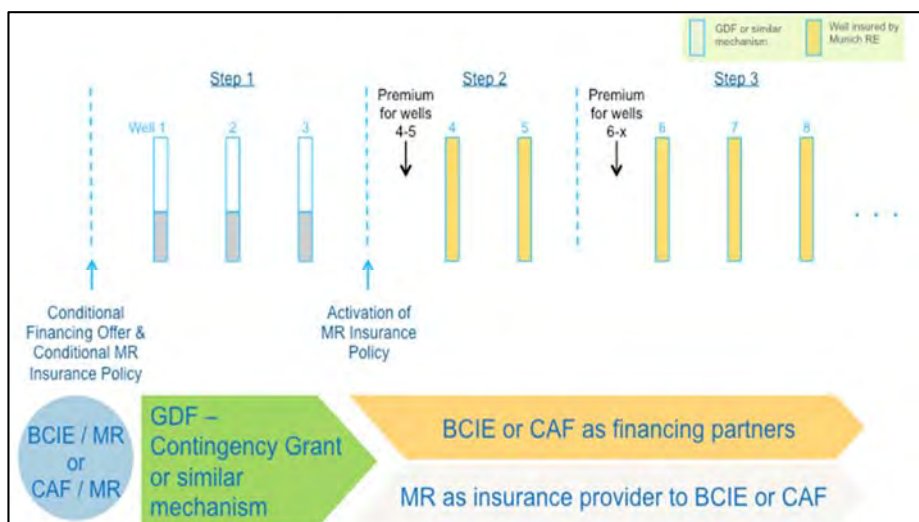 GDF or similar
mechanism
Well insured by
Munich RE
Step 1
Step 2
Step 3
Premium
for wells
4-5
Premium
for wells
6-x
Well 1
2
3
4
5
6
7
8
. . .
Conditional
Financing Offer &
Conditional MR
Insurance Policy
Activation of
MR Insurance
Policy
BCIE / MR
or
CAF / MR
GDF –
Contingency Grant
or similar
mechanism
BCIE or CAF as financing partners
MR as insurance provider to BCIE or CAF